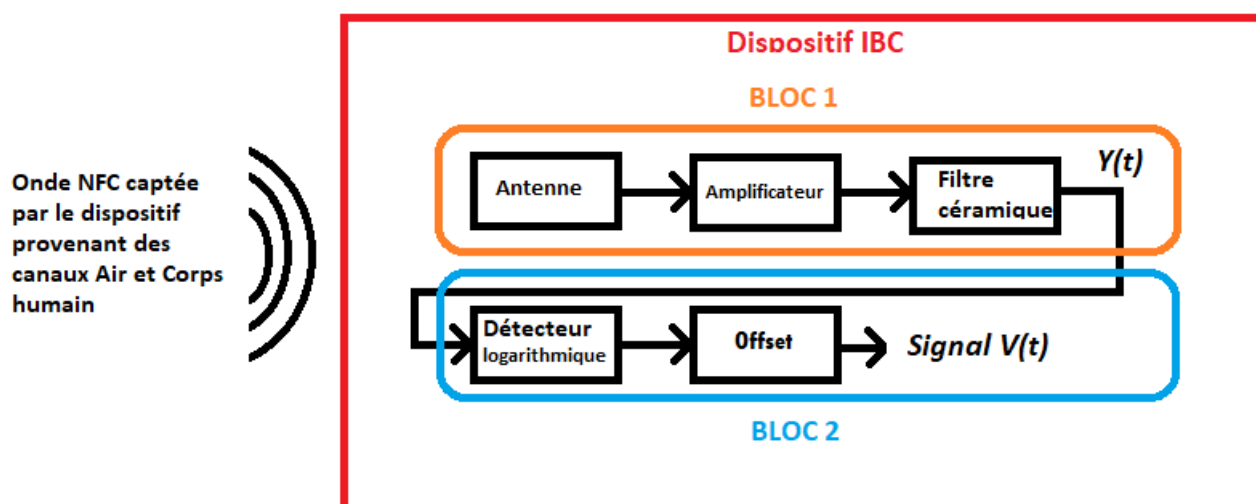 Dispositif IBC
BLOC 1
Onde NFC captée
par le dispositif
provenant des
canaux Air et Corps
humain
Antenne
Amplificateur
Filtre
céramique
Y(t)
Détecteur
logarithmique
Offset
Signal V(t)
BLOC 2